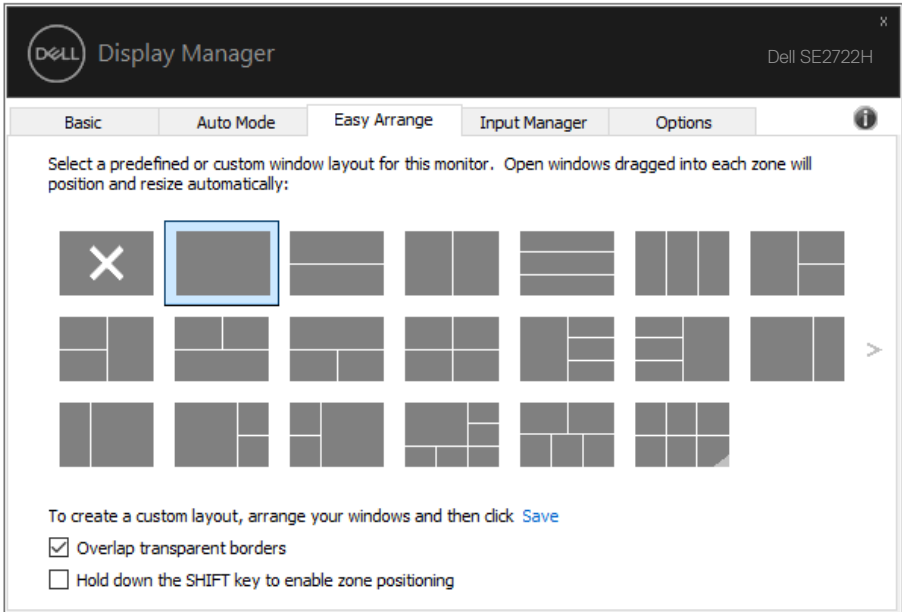 x
DELL Display Manager
Dell SE2722H
Basic Auto Mode Easy Arrange Input Manager Options
Select a predefined or custom window layout for this monitor. Open windows dragged into each zone will
position and resize automatically:
>
To create a custom layout, arrange your windows and then click Save
Overlap transparent borders
Hold down the SHIFT key to enable zone positioning